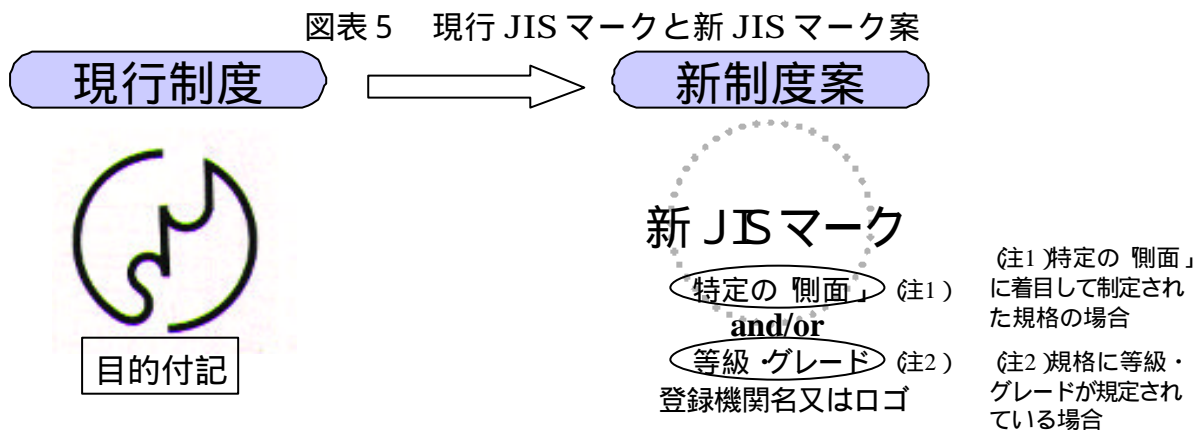 図表５　現行 JIS マークと新 JIS マーク案
現行制度
新制度案
目的付記
新 JIS マーク
特定の「側面」 (注1)
and/or
等級・グレード (注2)
登録機関名又はロゴ
(注1)特定の「側面」
に着目して制定され
た規格の場合
(注2)規格に等級・
グレードが規定され
ている場合